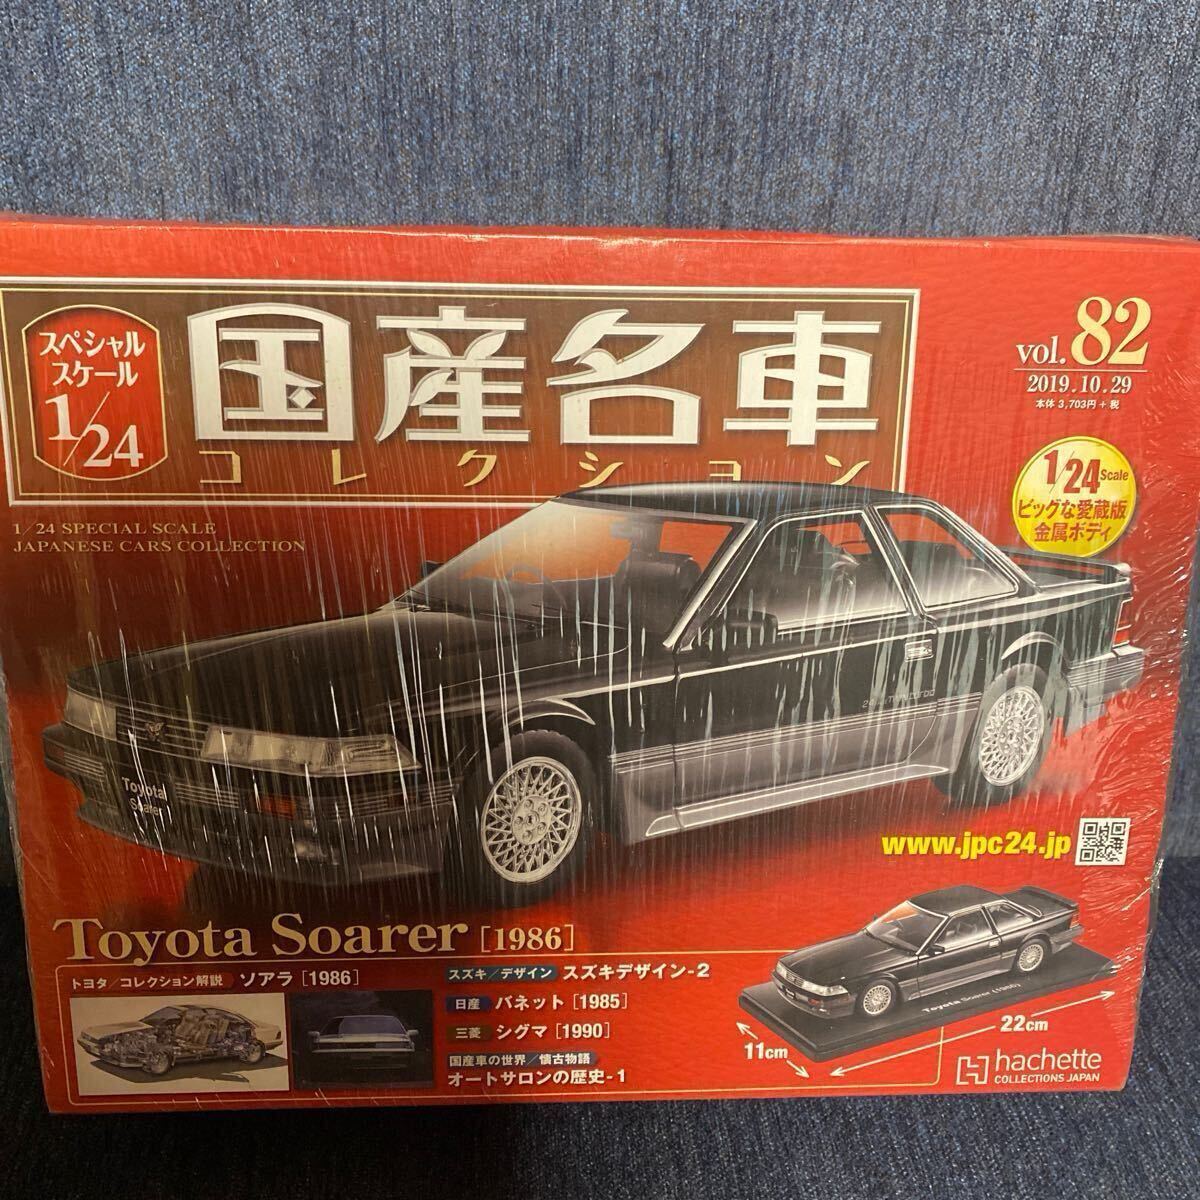 スペシャル
スケール
1/24
国産名車
コレクション
1/24 SPECIAL SCALE
JAPANESE CARS COLLECTION
vol.82
2019.10.29
本体 3,703円+税
1/24 Scale
ビッグな愛蔵版
金属ボディ
Toyota
Soarer
www.jpc24.jp
Toyota Soarer [1986]
トヨタ/コレクション解説 ソアラ [1986]
スズキ/デザイン スズキデザイン-2
日産 バネット [1985]
三菱 シグマ [1990]
国産車の世界/懐古物語
オートサロンの歴史-1
Toyota Soarer (1986)
11cm
22cm
hachette
COLLECTIONS JAPAN